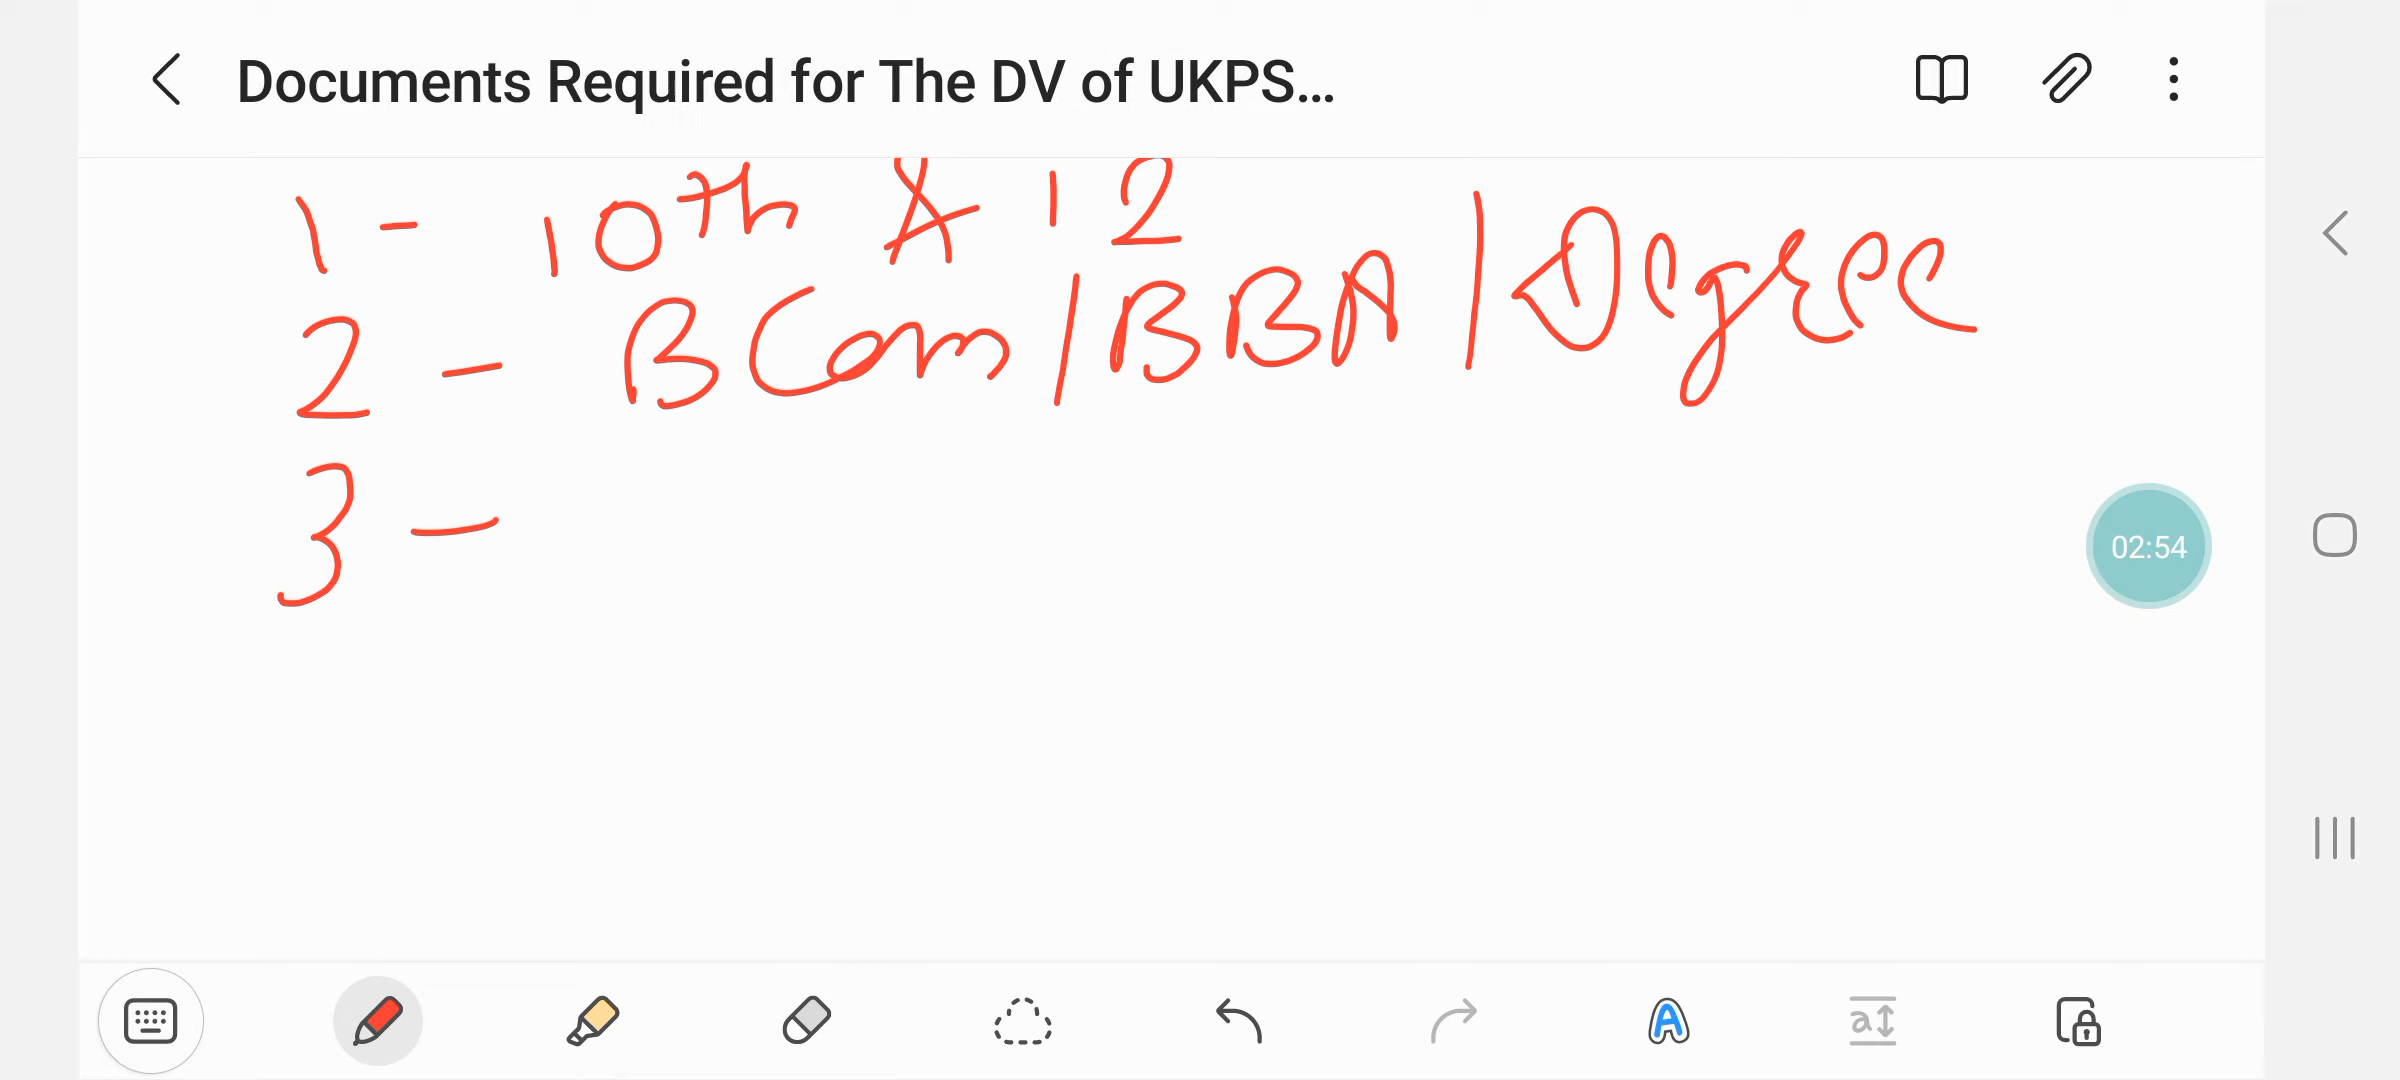 Documents Required for The DV of UKPS...
1 - 10th & 12
2 - BCom / BBA / Degree
3 -
02:54